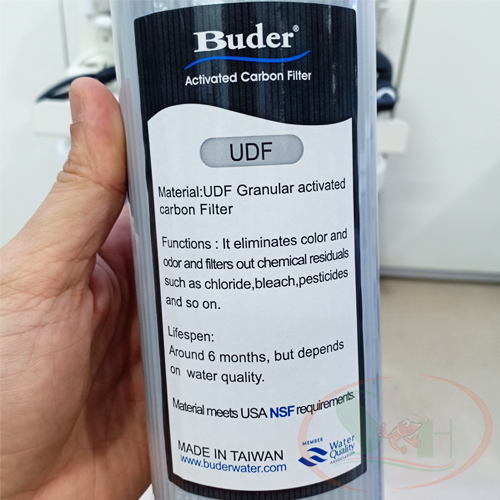 Buder®
Activated Carbon Filter
UDF
Material:UDF Granular activated
carbon Filter
Functions : It eliminates color and
odor and filters out chemical residuals
such as chloride,bleach,pesticides
and so on.
Lifespen:
Around 6 months, but depends
on water quality.
Material meets USA NSF requirements.
MADE IN TAIWAN
www.buderwater.com
MEMBER
Water
Quality
ASSOCIATION